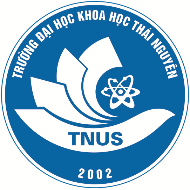 TRƯỜNG ĐẠI HỌC KHOA HỌC THÁI NGUYÊN
TNUS
2002